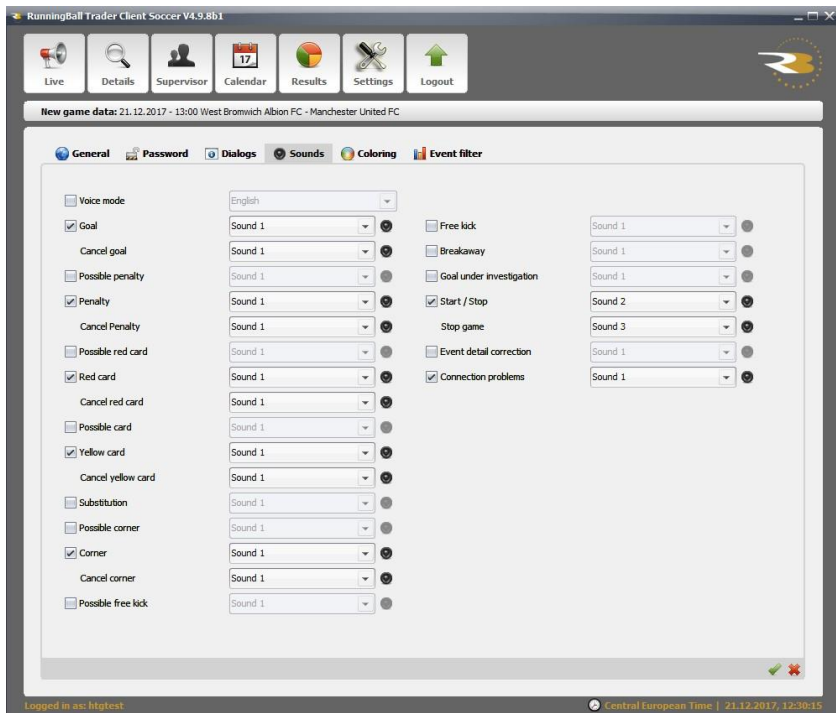 RunningBall Trader Client Soccer V4.9.8b1
Live Details Supervisor 17 Calendar Results Settings Logout
New game data: 21.12.2017 - 13:00 West Bromwich Albion FC - Manchester United FC
General Password Dialogs Sounds Coloring Event filter
Voice mode English
Goal Sound 1 Free kick Sound 1
Cancel goal Sound 1 Breakaway Sound 1
Possible penalty Sound 1 Goal under investigation Sound 1
Penalty Sound 1 Start / Stop Sound 2
Cancel Penalty Sound 1 Stop game Sound 3
Possible red card Sound 1 Event detail correction Sound 1
Red card Sound 1 Connection problems Sound 1
Cancel red card Sound 1
Possible card Sound 1
Yellow card Sound 1
Cancel yellow card Sound 1
Substitution Sound 1
Possible corner Sound 1
Corner Sound 1
Cancel corner Sound 1
Possible free kick Sound 1
Logged in as: htgtest Central European Time | 21.12.2017, 12:30:15